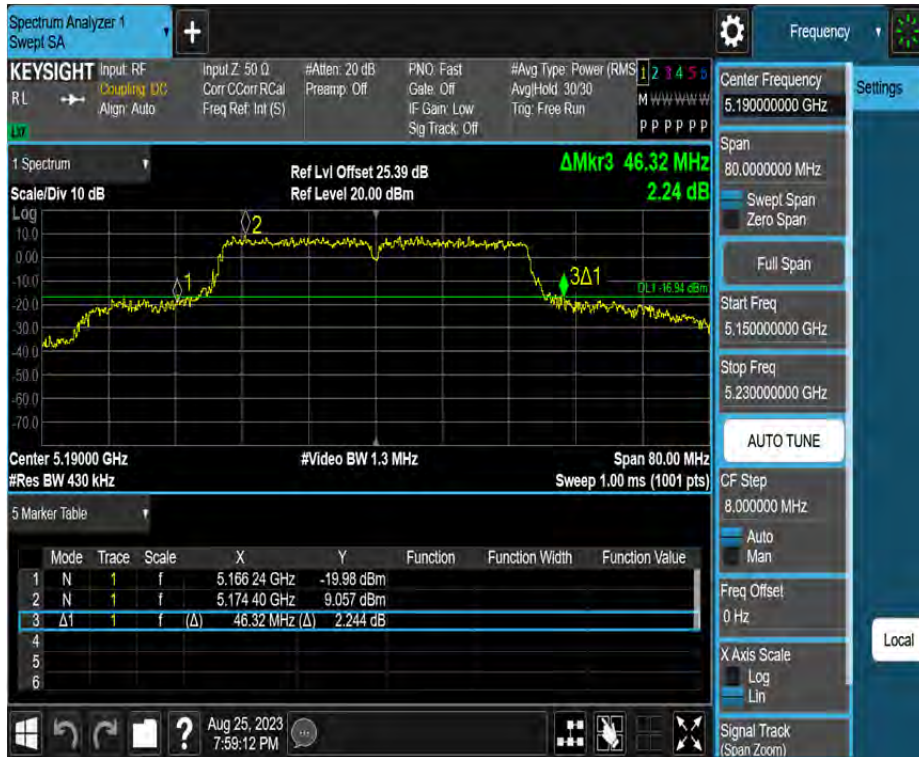 Spectrum Analyzer 1
Swept SA
Frequency
KEYSIGHT
RL
LXI
Input: RF
Coupling: DC
Align: Auto
Input Z: 50 Ω
Corr CCorr RCal
Freq Ref: Int (S)
#Atten: 20 dB
Preamp: Off
PNO: Fast
Gate: Off
IF Gain: Low
Sig Track: Off
#Avg Type: Power (RMS
Avg|Hold: 30/30
Trig: Free Run
1 2 3 4 5 6
M W W W W W
P P P P P P
1 Spectrum
Scale/Div 10 dB
Ref Lvl Offset 25.39 dB
Ref Level 20.00 dBm
ΔMkr3 46.32 MHz
2.24 dB
Log
10.0
0.00
-10.0
-20.0
-30.0
-40.0
-50.0
-60.0
-70.0
2
1
3Δ1
DL1 -16.94 dBm
Center 5.19000 GHz
#Video BW 1.3 MHz
Span 80.00 MHz
#Res BW 430 kHz
Sweep 1.00 ms (1001 pts)
5 Marker Table
Mode Trace Scale X Y Function Function Width Function Value
1 N 1 f 5.166 24 GHz -19.98 dBm
2 N 1 f 5.174 40 GHz 9.057 dBm
3 Δ1 1 f (Δ) 46.32 MHz (Δ) 2.244 dB
4
5
6
?
Aug 25, 2023
7:59:12 PM
Center Frequency
5.190000000 GHz
Settings
Span
80.0000000 MHz
Swept Span
Zero Span
Full Span
Start Freq
5.150000000 GHz
Stop Freq
5.230000000 GHz
AUTO TUNE
CF Step
8.000000 MHz
Auto
Man
Freq Offset
0 Hz
X Axis Scale
Log
Lin
Signal Track
(Span Zoom)
Local